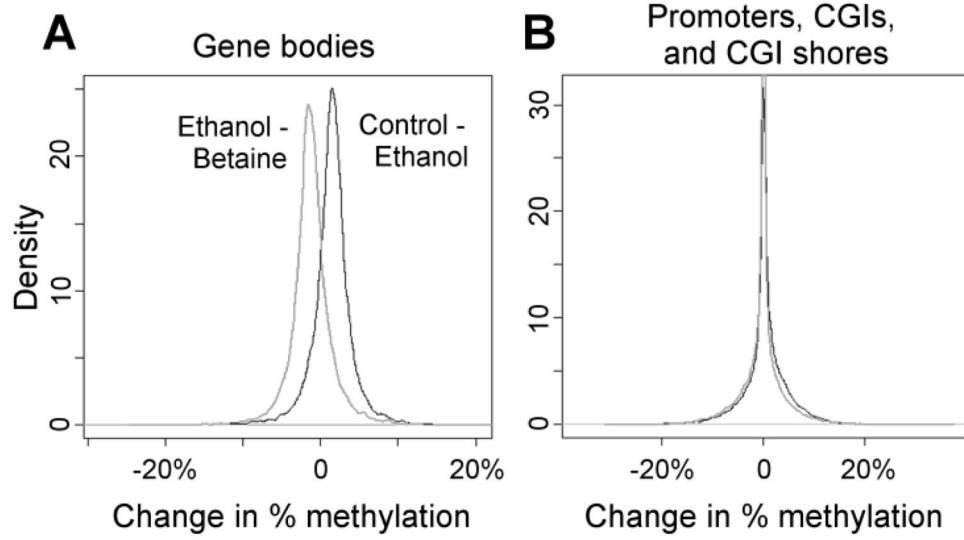 A
Gene bodies
Density
20
10
0
Ethanol -
Betaine
Control -
Ethanol
-20%
0
20%
Change in % methylation
B
Promoters, CGIs,
and CGI shores
30
20
10
0
-20%
0
20%
Change in % methylation